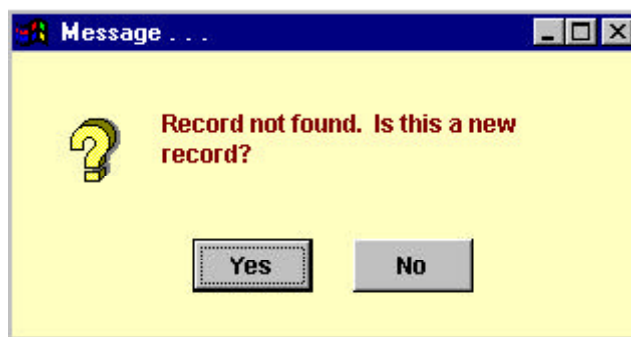 Message . . .
Record not found.  Is this a new
record?
Yes
No